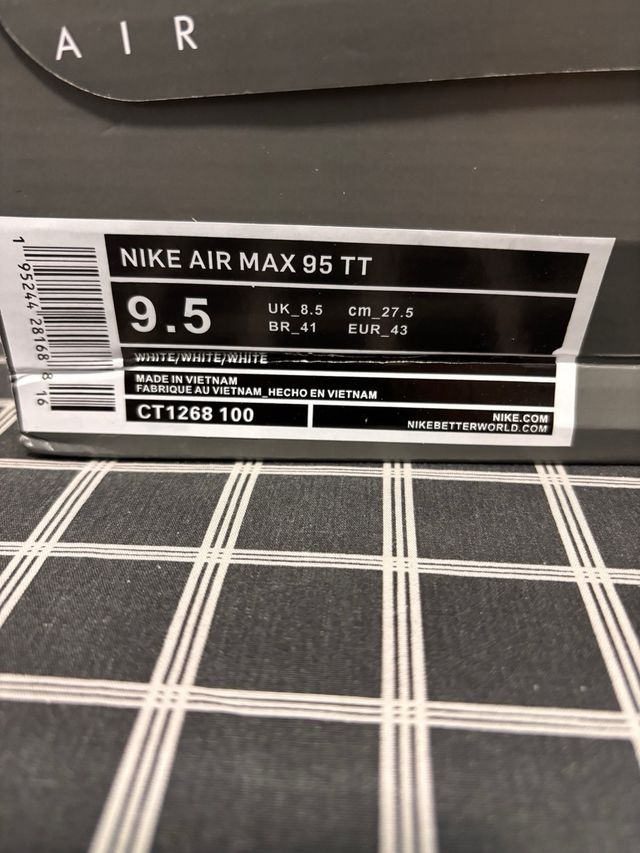 AIR
NIKE AIR MAX 95 TT
9.5
UK_8.5 cm_27.5
BR_41 EUR_43
WHITE/WHITE/WHITE
MADE IN VIETNAM
FABRIQUE AU VIETNAM_HECHO EN VIETNAM
CT1268 100
NIKE.COM
NIKEBETTERWORLD.COM
1 95244 28168 8 16